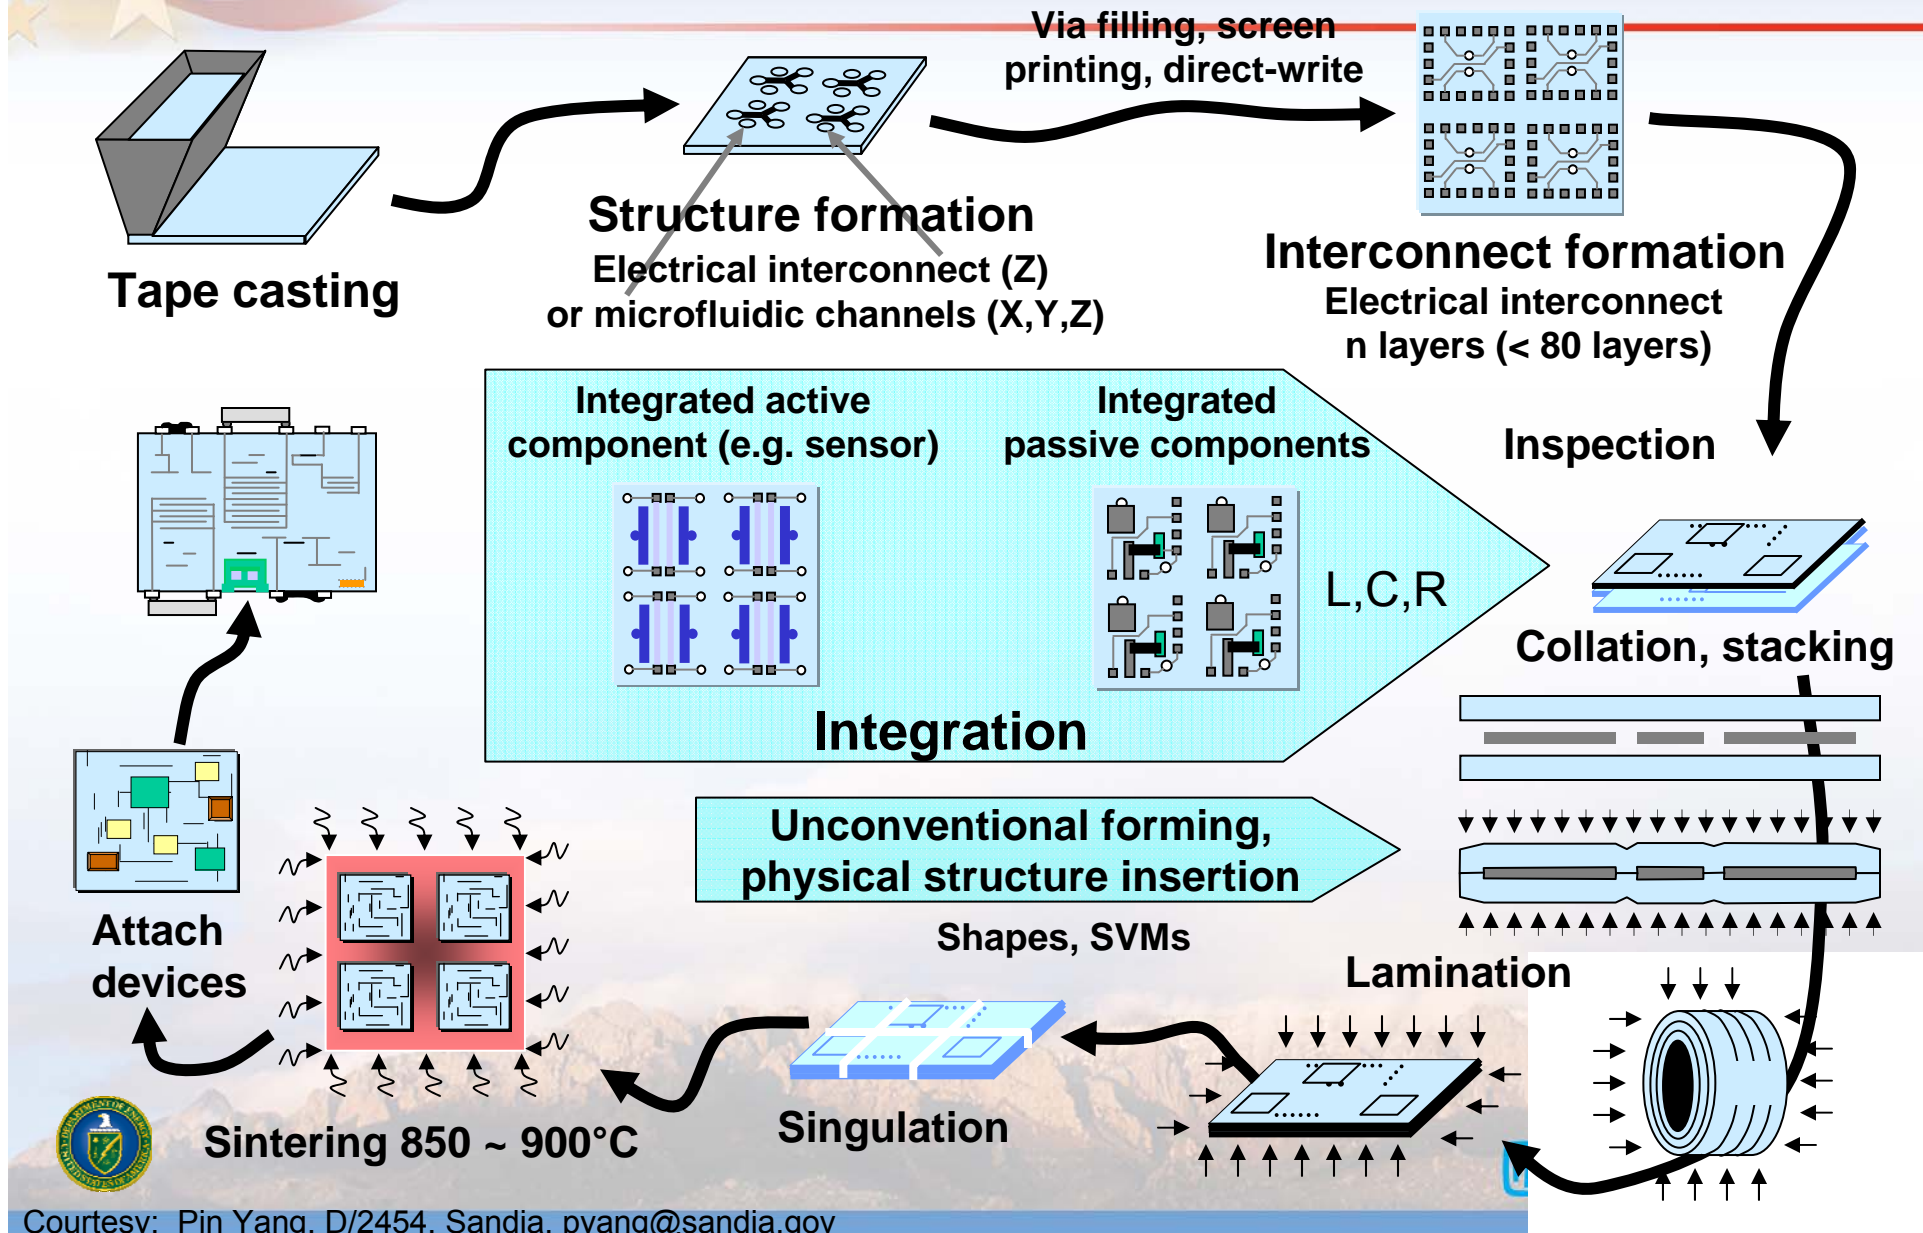 Via filling, screen
printing, direct-write
Tape casting
Structure formation
Electrical interconnect (Z)
or microfluidic channels (X,Y,Z)
Interconnect formation
Electrical interconnect
n layers (< 80 layers)
Integrated active
component (e.g. sensor)
Integrated
passive components
L,C,R
Integration
Inspection
Collation, stacking
Unconventional forming,
physical structure insertion
Shapes, SVMs
Lamination
Singulation
Sintering 850 ~ 900°C
Attach
devices
Courtesy: Pin Yang, D/2454, Sandia, pyang@sandia.gov